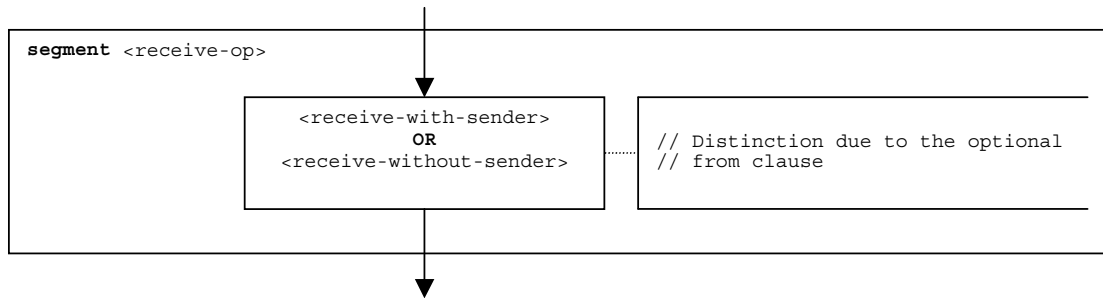 segment <receive-op>
<receive-with-sender>
OR
<receive-without-sender>
// Distinction due to the optional
// from clause